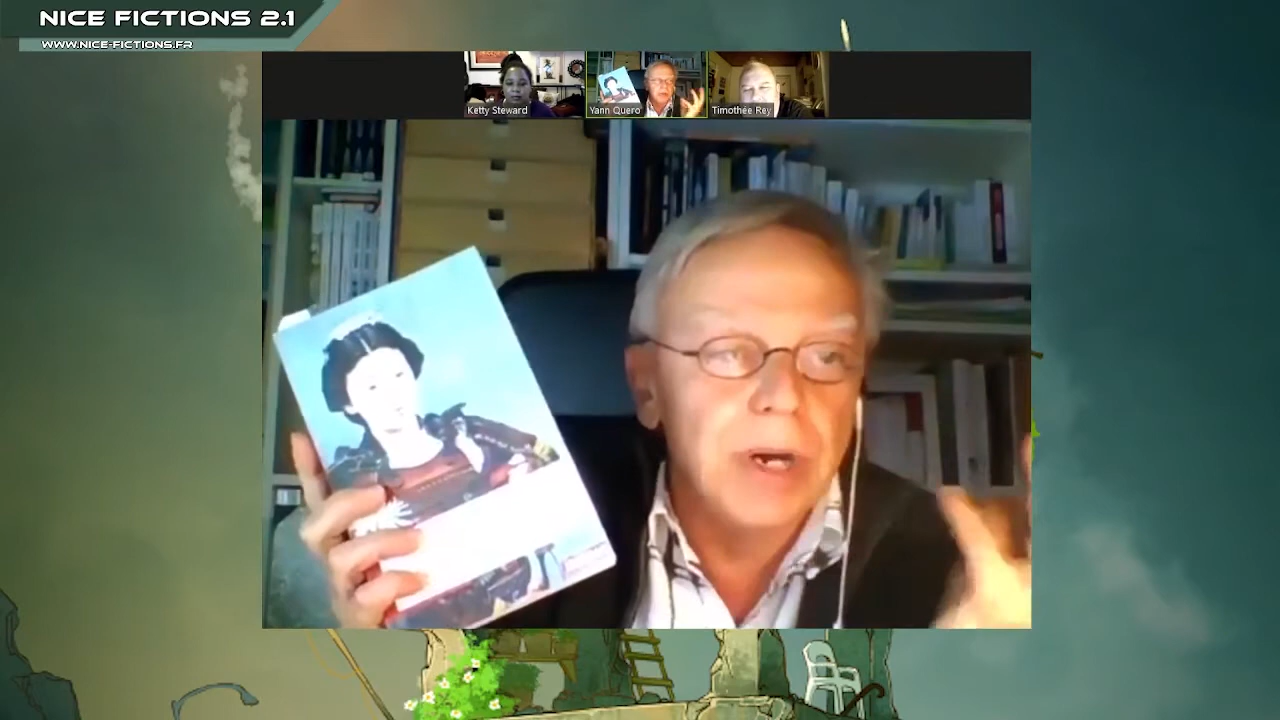 NICE FICTIONS 2.1
WWW.NICE-FICTIONS.FR
Ketty Steward
Yann Quero
Timothée Rey